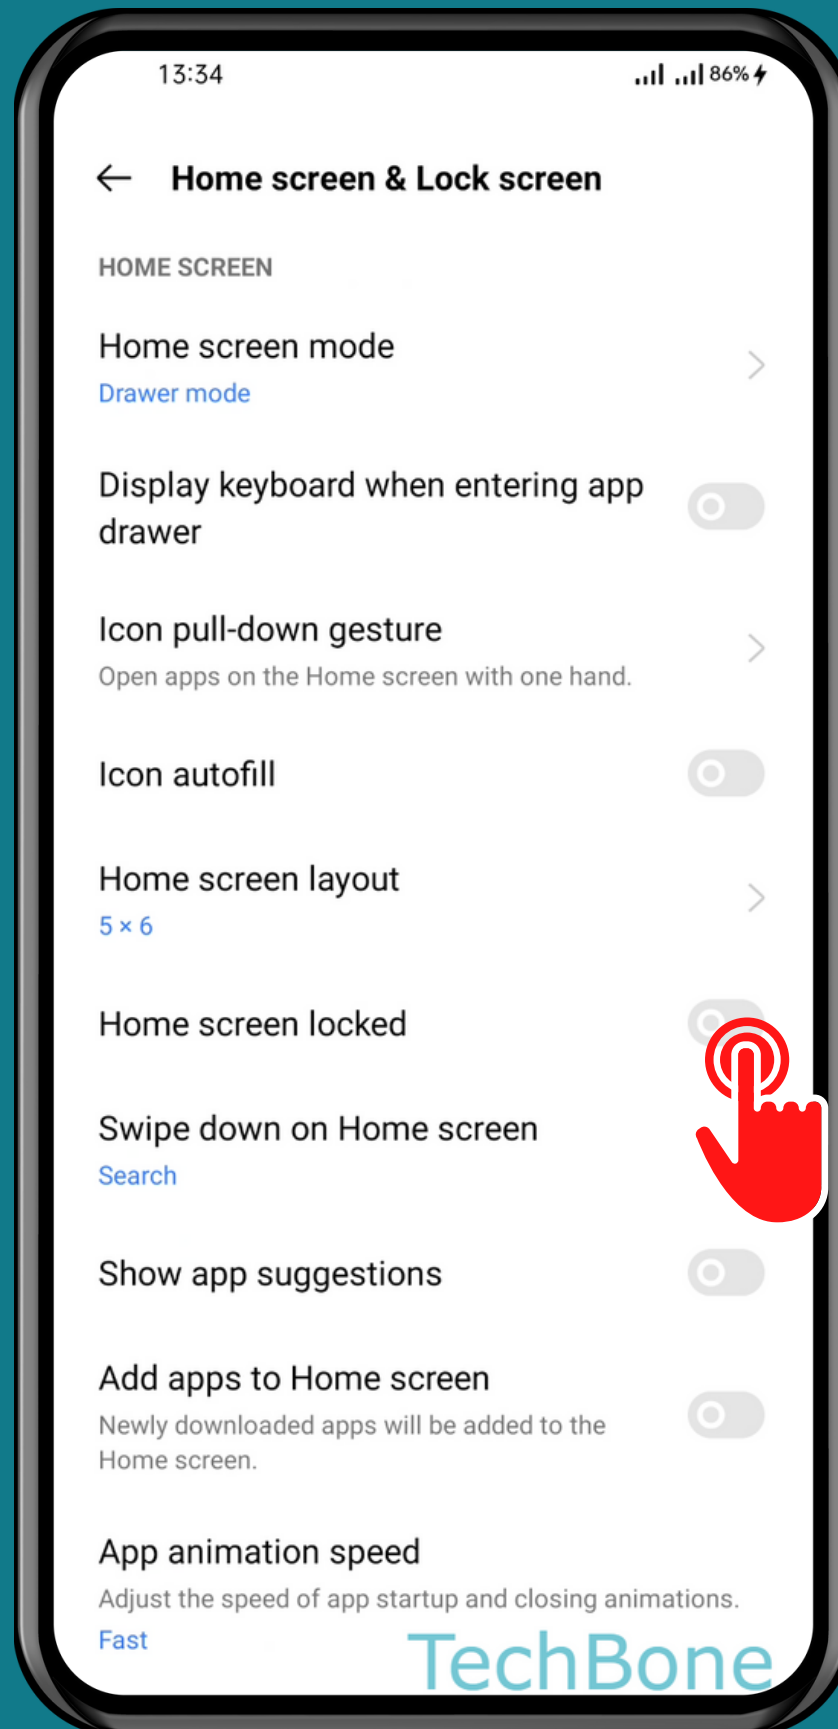 13:34
86%
Home screen & Lock screen
HOME SCREEN
Home screen mode
Drawer mode
Display keyboard when entering app
drawer
Icon pull-down gesture
Open apps on the Home screen with one hand.
Icon autofill
Home screen layout
5 × 6
Home screen locked
Swipe down on Home screen
Search
Show app suggestions
Add apps to Home screen
Newly downloaded apps will be added to the
Home screen.
App animation speed
Adjust the speed of app startup and closing animations.
Fast
TechBone